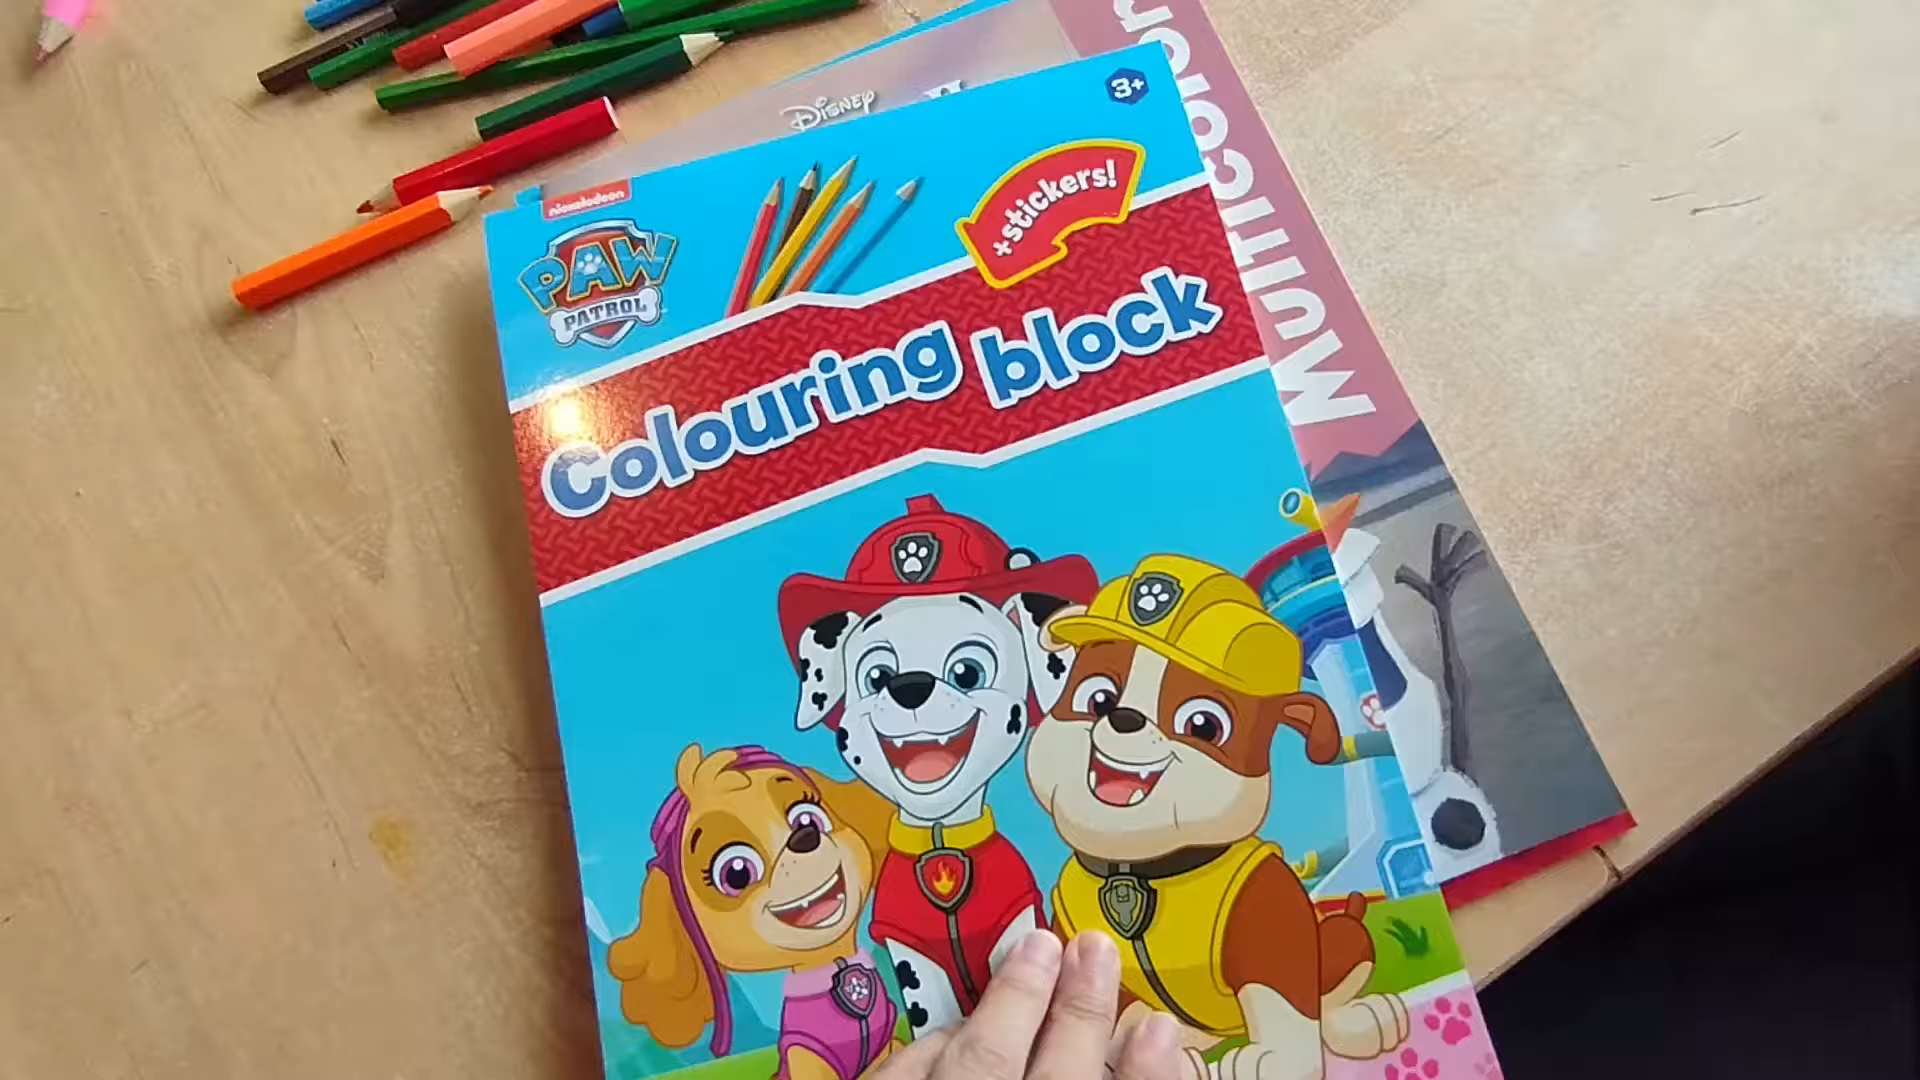 Disney
3+
nickelodeon
PAW
PATROL
+stickers!
Colouring block
Multicolor